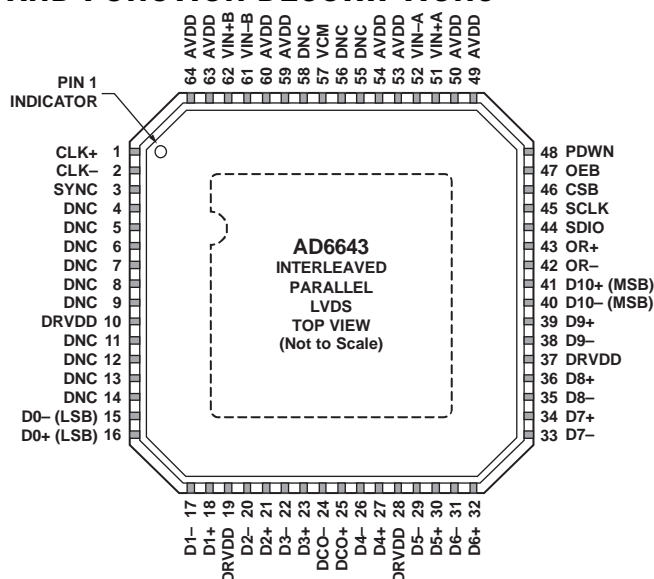 AND FUNCTION DESCRIPTIONS
64 AVDD
63 AVDD
62 VIN+B
61 VIN–B
60 AVDD
59 AVDD
58 DNC
57 VCM
56 DNC
55 DNC
54 AVDD
53 AVDD
52 VIN–A
51 VIN+A
50 AVDD
49 AVDD
PIN 1
INDICATOR
CLK+ 1
CLK– 2
SYNC 3
DNC 4
DNC 5
DNC 6
DNC 7
DNC 8
DNC 9
DRVDD 10
DNC 11
DNC 12
DNC 13
DNC 14
D0– (LSB) 15
D0+ (LSB) 16
AD6643
INTERLEAVED
PARALLEL
LVDS
TOP VIEW
(Not to Scale)
48 PDWN
47 OEB
46 CSB
45 SCLK
44 SDIO
43 OR+
42 OR–
41 D10+ (MSB)
40 D10– (MSB)
39 D9+
38 D9–
37 DRVDD
36 D8+
35 D8–
34 D7+
33 D7–
D1– 17
D1+ 18
DRVDD 19
D2– 20
D2+ 21
D3– 22
D3+ 23
DCO– 24
DCO+ 25
D4– 26
D4+ 27
DRVDD 28
D5– 29
D5+ 30
D6– 31
D6+ 32